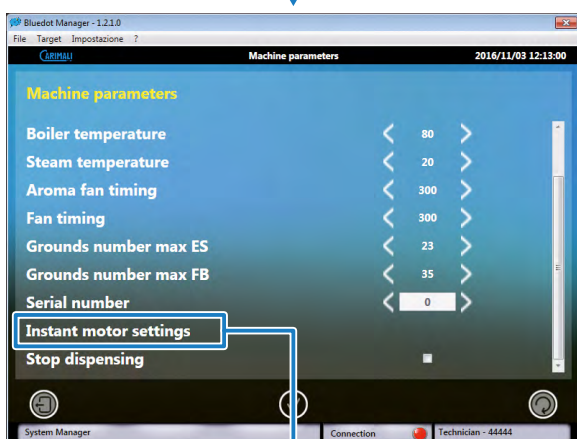 Bluedot Manager - 1.2.1.0
File Target Impostazione ?
CARIMALI Machine parameters 2016/11/03 12:13:00
Machine parameters
Boiler temperature 80
Steam temperature 20
Aroma fan timing 300
Fan timing 300
Grounds number max ES 23
Grounds number max FB 35
Serial number 0
Instant motor settings
Stop dispensing
System Manager Connection Technician - 44444